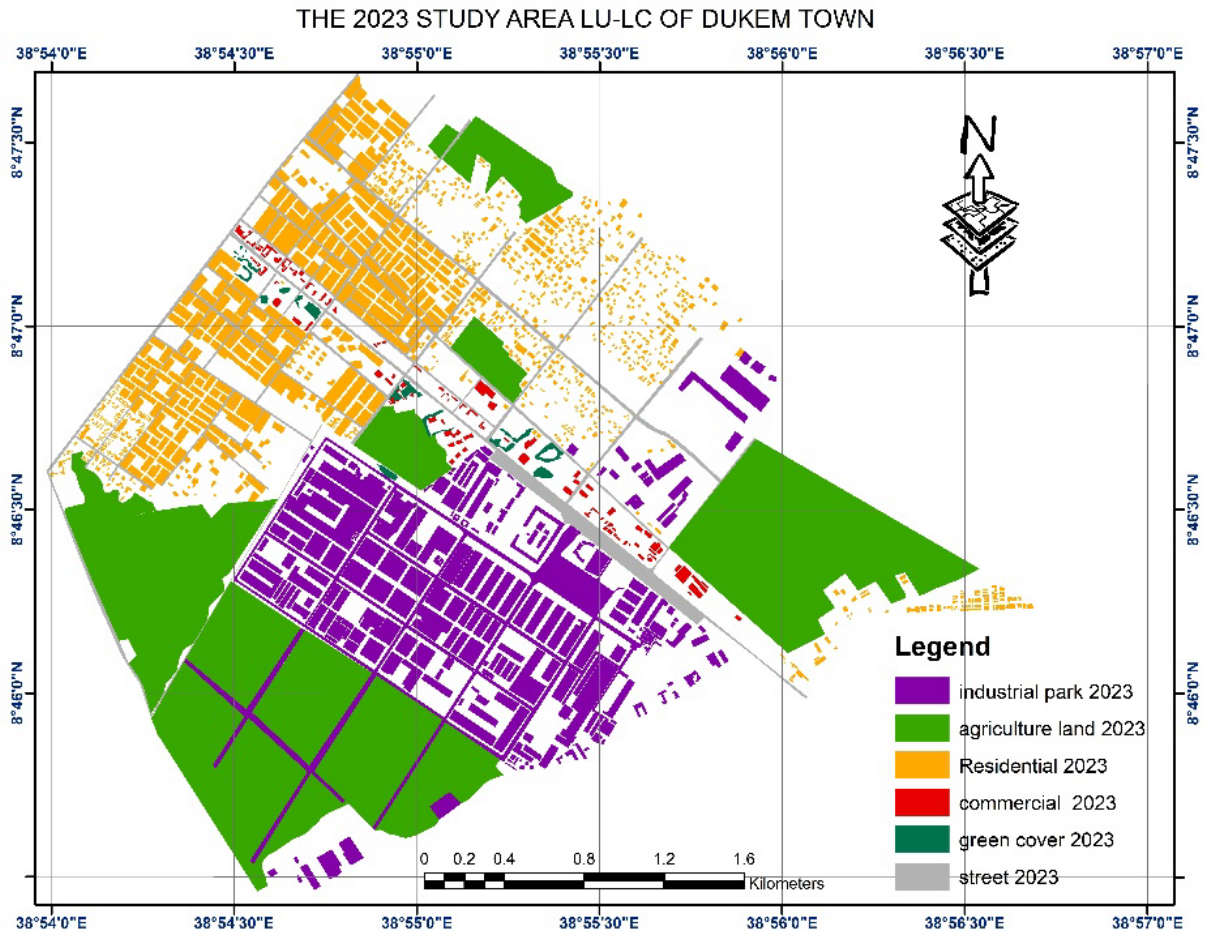 THE 2023 STUDY AREA LU-LC OF DUKEM TOWN
38°54'0"E 38°54'30"E 38°55'0"E 38°55'30"E 38°56'0"E 38°56'30"E 38°57'0"E
8°47'30"N 8°47'30"N
N
8°47'0"N 8°47'0"N
8°46'30"N 8°46'30"N
8°46'0"N 8°46'0"N
Legend
industrial park 2023
agriculture land 2023
Residential 2023
commercial 2023
green cover 2023
street 2023
0 0.2 0.4 0.8 1.2 1.6
Kilometers
38°54'0"E 38°54'30"E 38°55'0"E 38°55'30"E 38°56'0"E 38°56'30"E 38°57'0"E